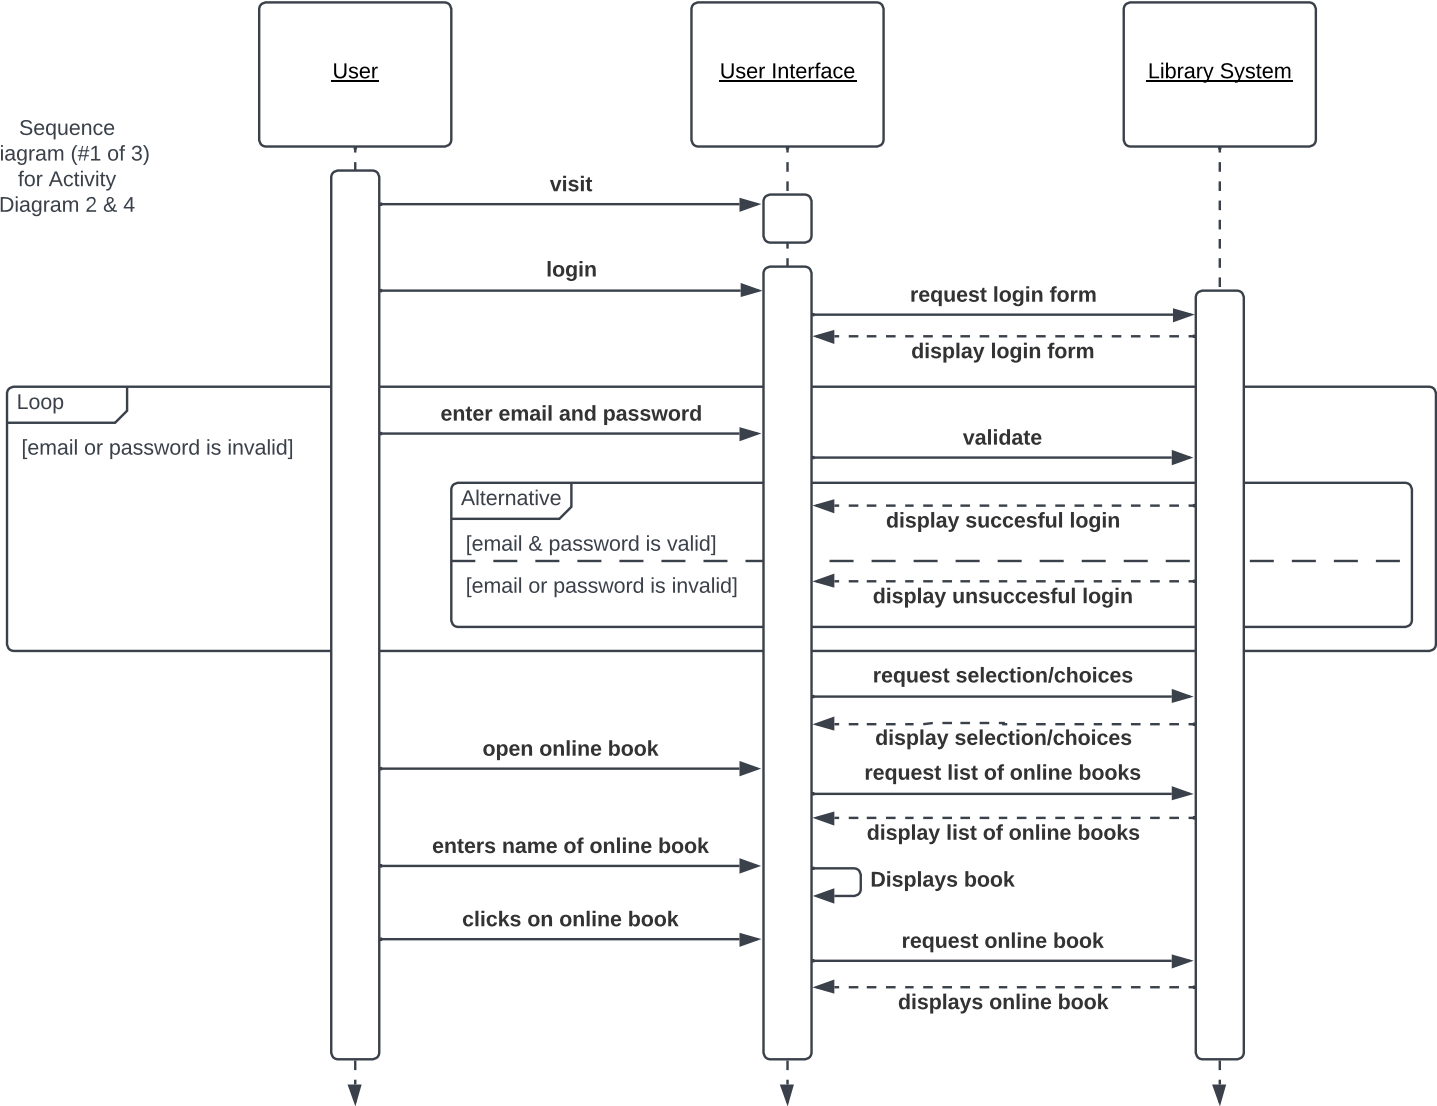 User
User Interface
Library System
Sequence
iagram (#1 of 3)
for Activity
Diagram 2 & 4
visit
login
request login form
display login form
Loop
[email or password is invalid]
enter email and password
validate
Alternative
[email & password is valid]
display succesful login
[email or password is invalid]
display unsuccesful login
request selection/choices
display selection/choices
open online book
request list of online books
display list of online books
enters name of online book
Displays book
clicks on online book
request online book
displays online book